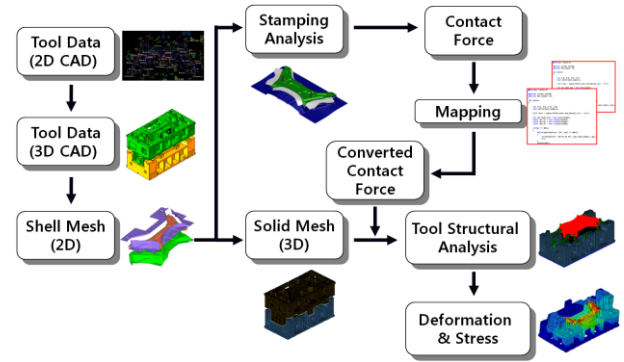 Tool Data
(2D CAD)
Stamping
Analysis
Contact
Force
Tool Data
(3D CAD)
Mapping
Converted
Contact
Force
Shell Mesh
(2D)
Solid Mesh
(3D)
Tool Structural
Analysis
Deformation
& Stress